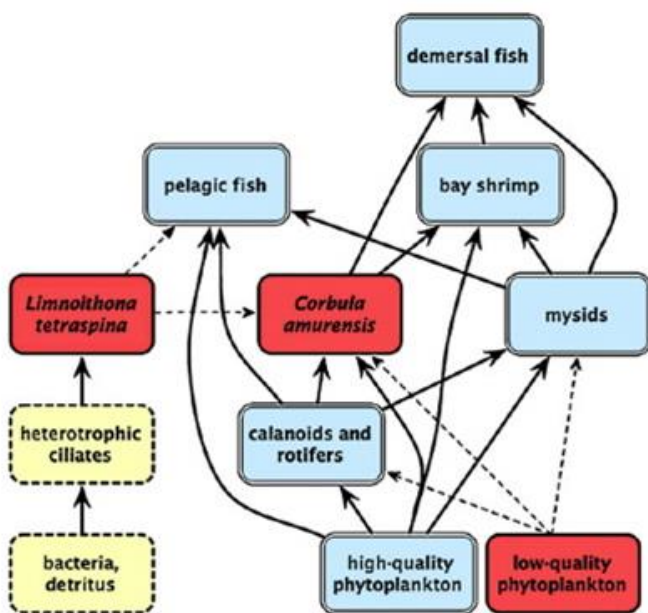 demersal fish
pelagic fish
bay shrimp
Limnoithona
tetraspina
Corbula
amurensis
mysids
heterotrophic
ciliates
calanoids and
rotifers
bacteria,
detritus
high-quality
phytoplankton
low-quality
phytoplankton